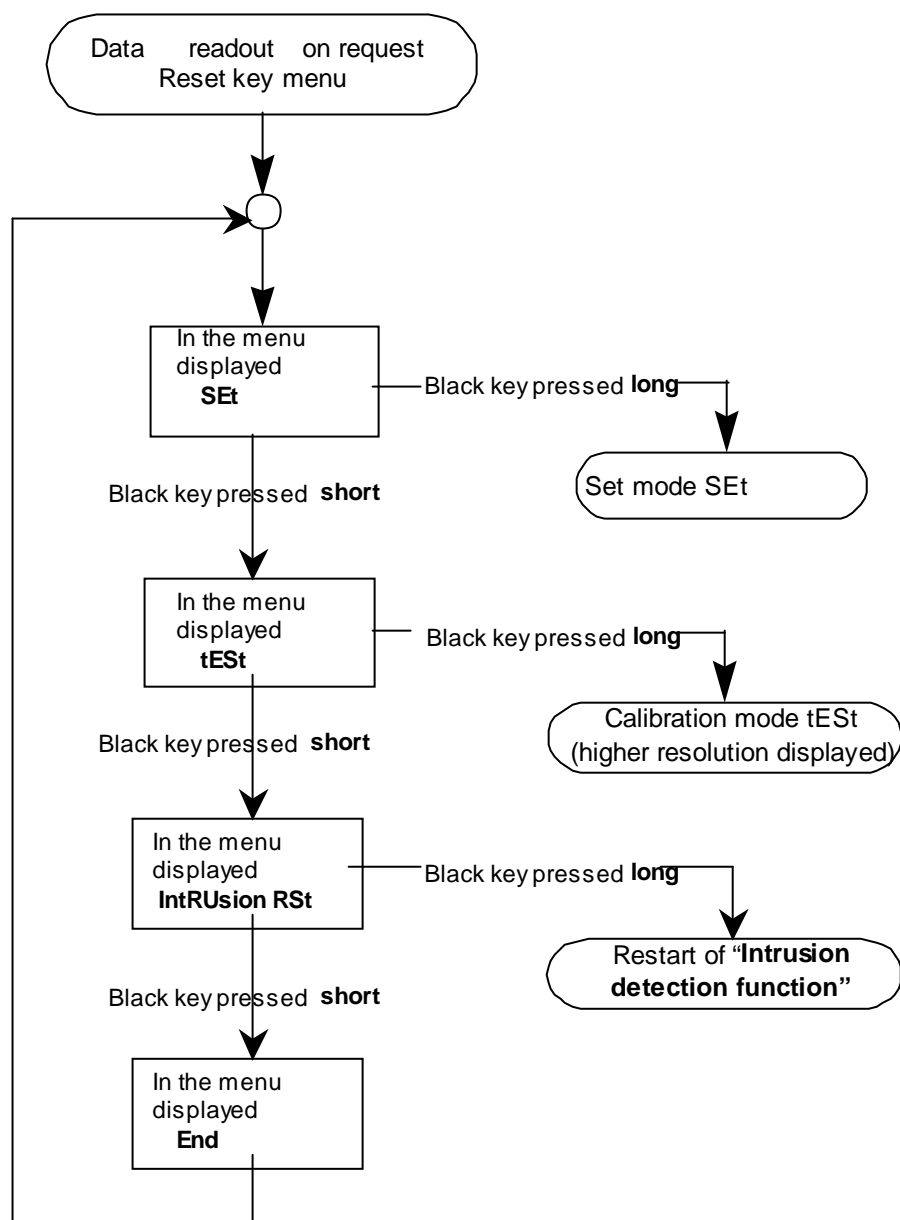 Data readout on request
Reset key menu
In the menu
displayed
SEt
Black key pressed long
Set mode SEt
Black key pressed short
In the menu
displayed
tESt
Black key pressed long
Calibration mode tESt
(higher resolution displayed)
Black key pressed short
In the menu
displayed
IntRUsion RSt
Black key pressed long
Restart of “Intrusion
detection function”
Black key pressed short
In the menu
displayed
End